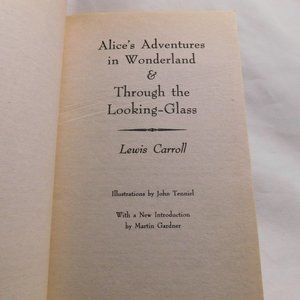 Alice's Adventures
in Wonderland
&
Through the
Looking-Glass
Lewis Carroll
Illustrations by John Tenniel
With a New Introduction
by Martin Gardner